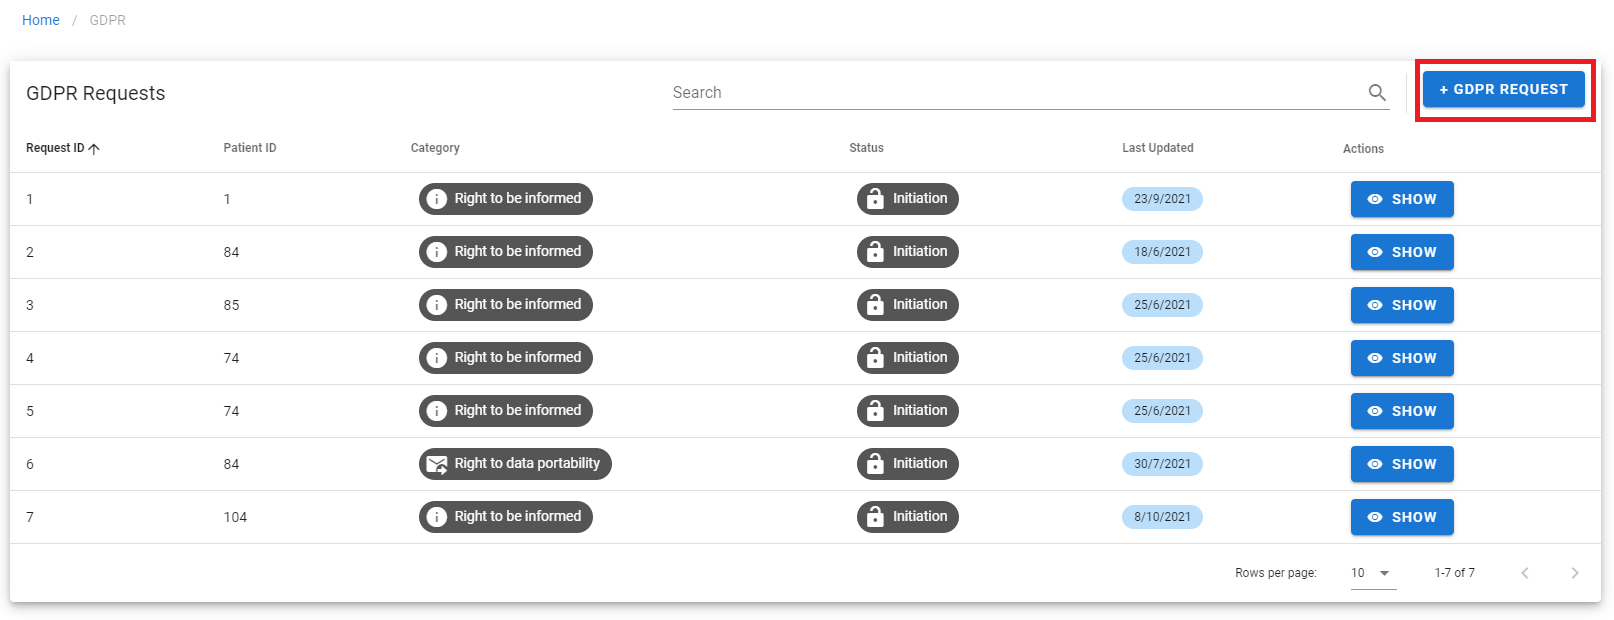 Home / GDPR
GDPR Requests Search + GDPR REQUEST
Request ID Patient ID Category Status Last Updated Actions
1 1 Right to be informed Initiation 23/9/2021 SHOW
2 84 Right to be informed Initiation 18/6/2021 SHOW
3 85 Right to be informed Initiation 25/6/2021 SHOW
4 74 Right to be informed Initiation 25/6/2021 SHOW
5 74 Right to be informed Initiation 25/6/2021 SHOW
6 84 Right to data portability Initiation 30/7/2021 SHOW
7 104 Right to be informed Initiation 8/10/2021 SHOW
Rows per page: 10 1-7 of 7